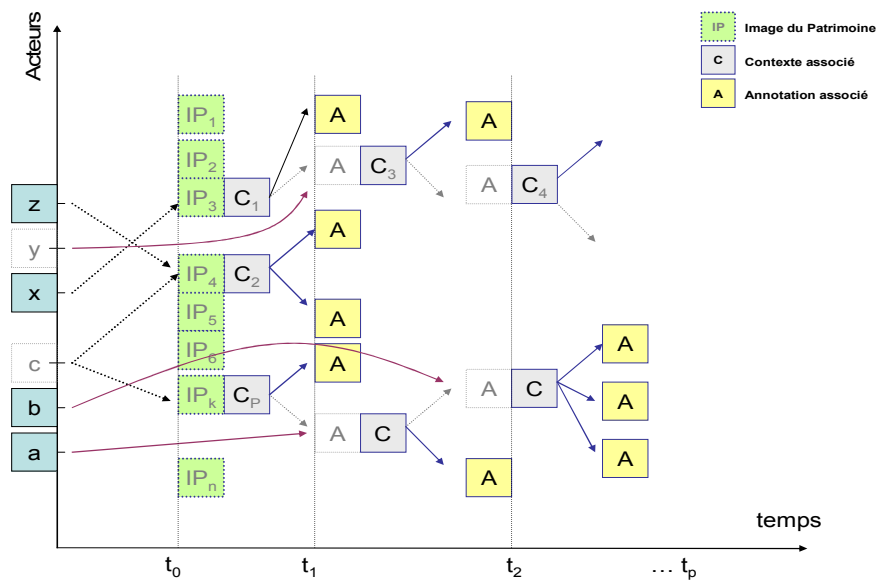 Acteurs
IP Image du Patrimoine
C Contexte associé
A Annotation associé
IP1
A
A
IP2
A C3
A C4
IP3 C1
z
y
A
x
IP4 C2
IP5
A
IP6
A
A
c
A C
IPk CP
A
b
A C
a
A
IPn
A
temps
t0 t1 t2 … tp